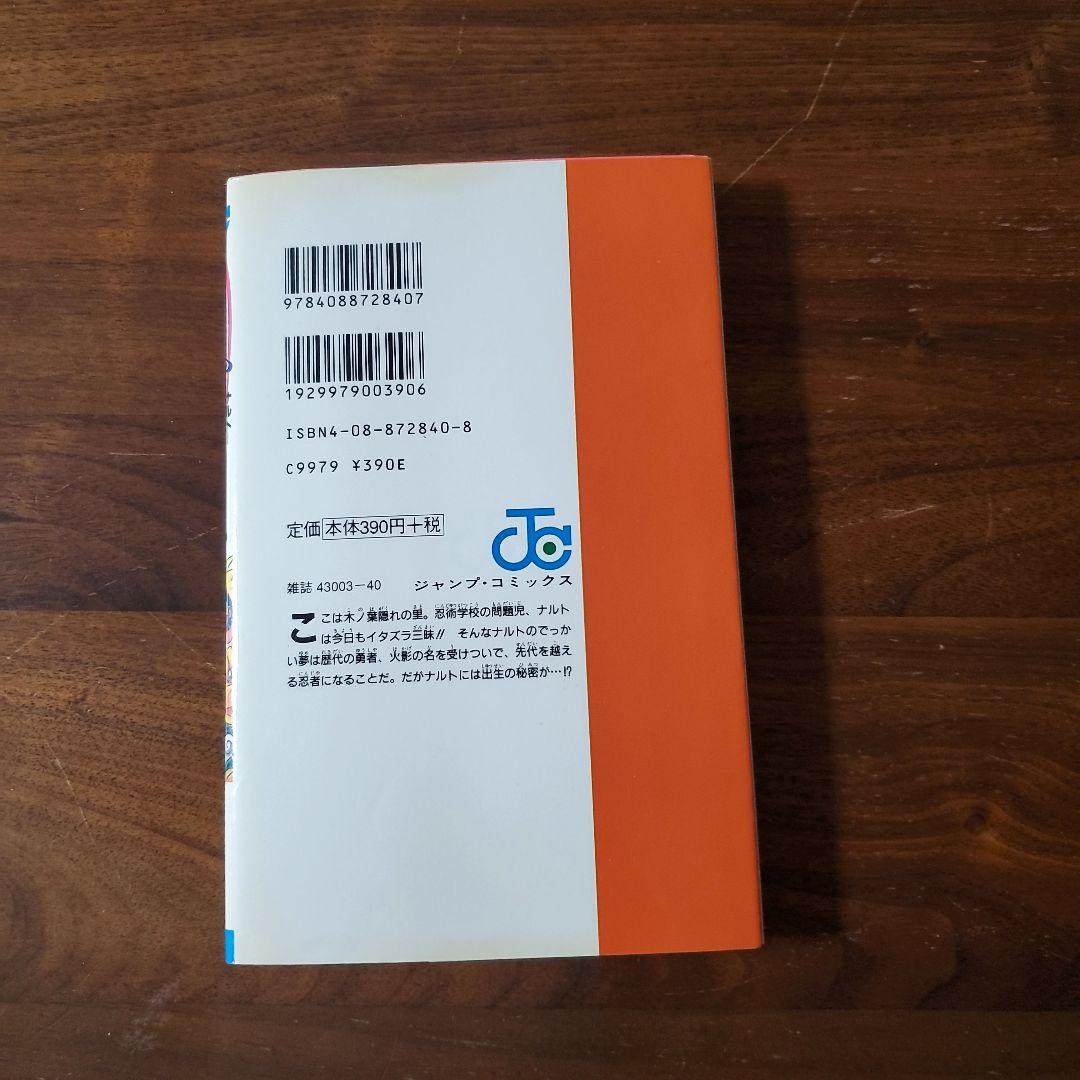 9784088728407
1929979003906
ISBN4-08-872840-8
C9979 ¥390E
定価 本体390円+税
雑誌 43003-40
ジャンプ・コミックス
ここは木ノ葉隠れの里。忍術学校の問題児、ナルト
は今日もイタズラ三昧!! そんなナルトのでっか
い夢は歴代の勇者、火影の名を受けついで、先代を越え
る忍者になることだ。だがナルトには出生の秘密が…!?